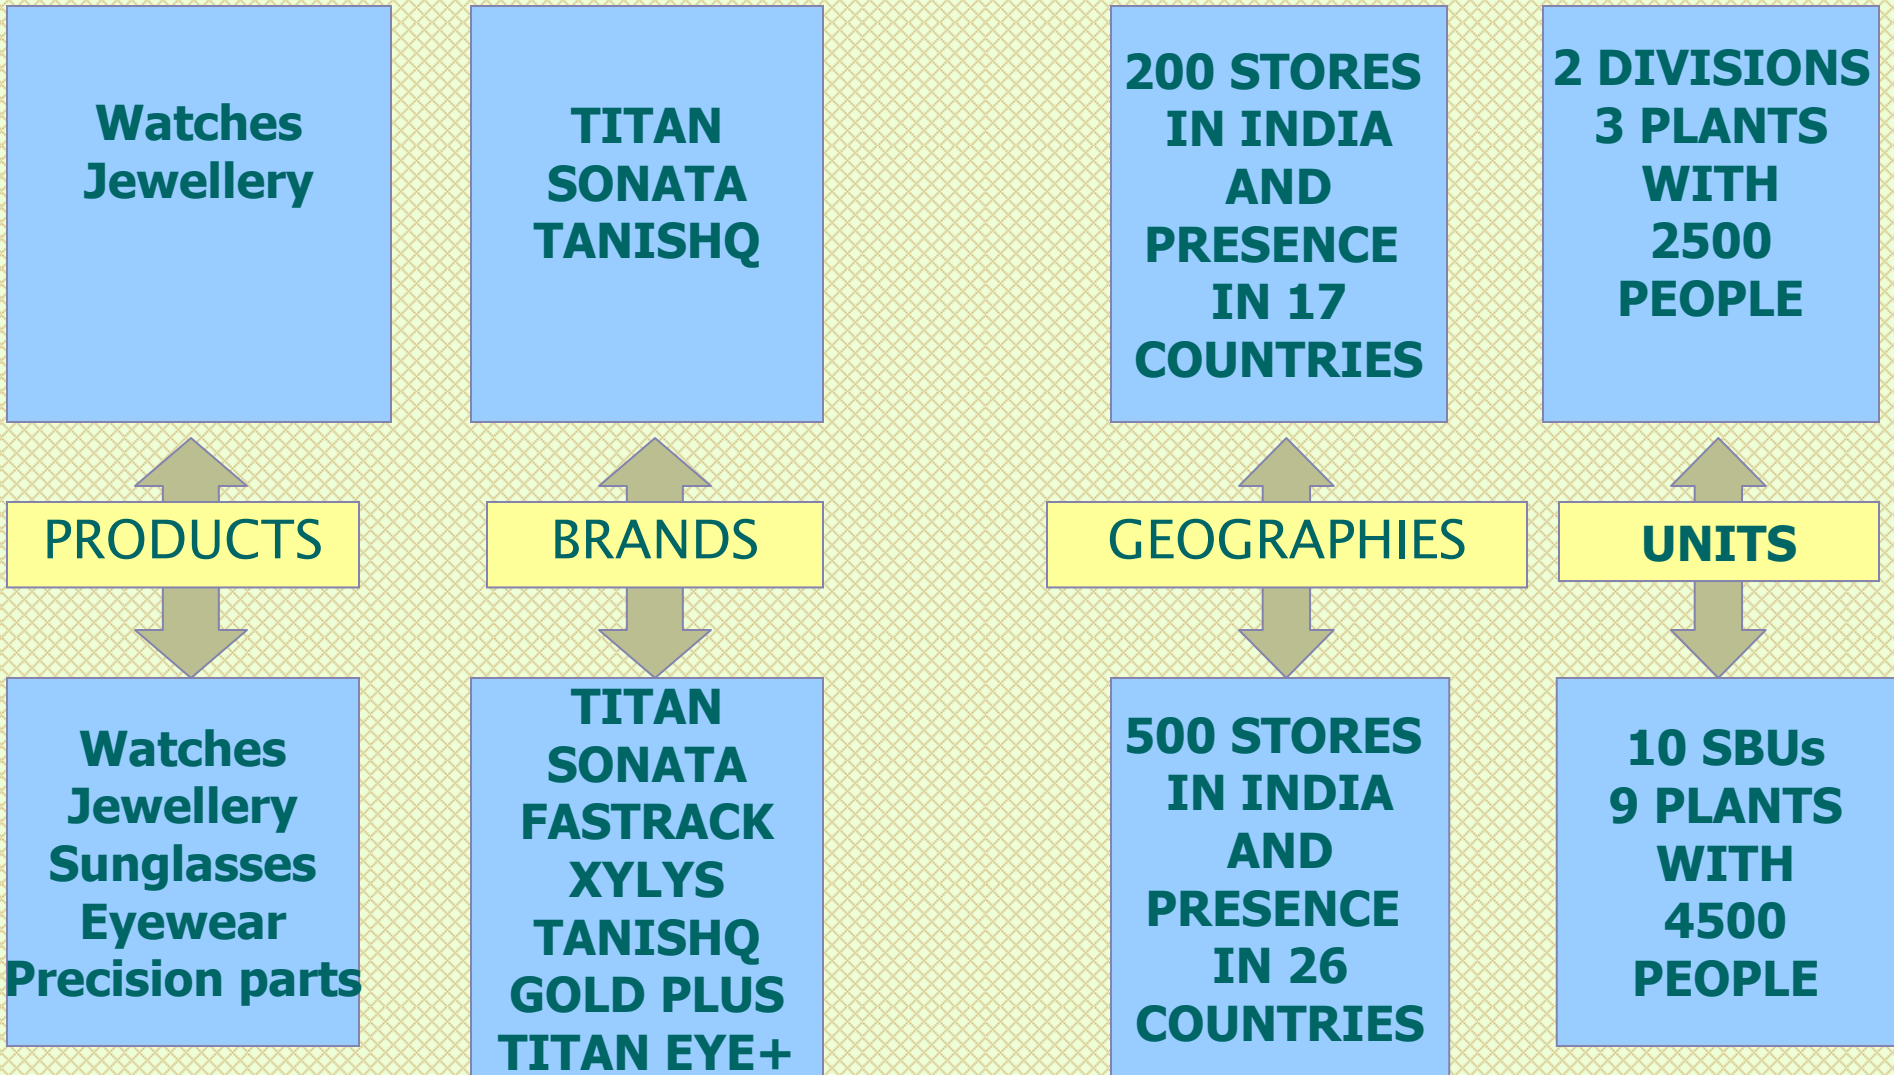 Watches
Jewellery
TITAN
SONATA
TANISHQ
200 STORES
IN INDIA
AND
PRESENCE
IN 17
COUNTRIES
2 DIVISIONS
3 PLANTS
WITH
2500
PEOPLE
PRODUCTS
BRANDS
GEOGRAPHIES
UNITS
Watches
Jewellery
Sunglasses
Eyewear
Precision parts
TITAN
SONATA
FASTRACK
XYLYS
TANISHQ
GOLD PLUS
TITAN EYE+
500 STORES
IN INDIA
AND
PRESENCE
IN 26
COUNTRIES
10 SBUs
9 PLANTS
WITH
4500
PEOPLE